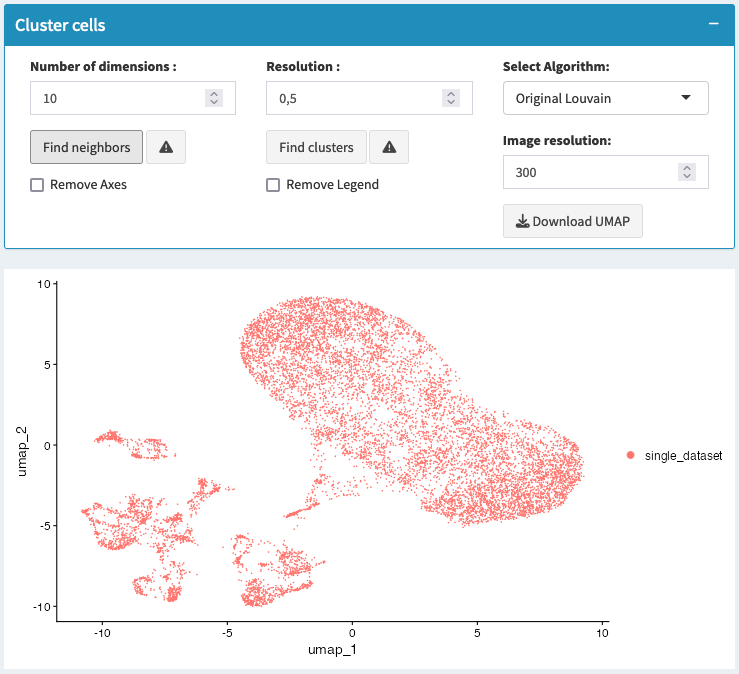 Cluster cells
Number of dimensions :
Resolution :
Select Algorithm:
10
0,5
Original Louvain
Find neighbors
Find clusters
Image resolution:
Remove Axes
Remove Legend
300
Download UMAP
10
5
0
-5
-10
umap_2
single_dataset
-10
-5
0
5
10
umap_1